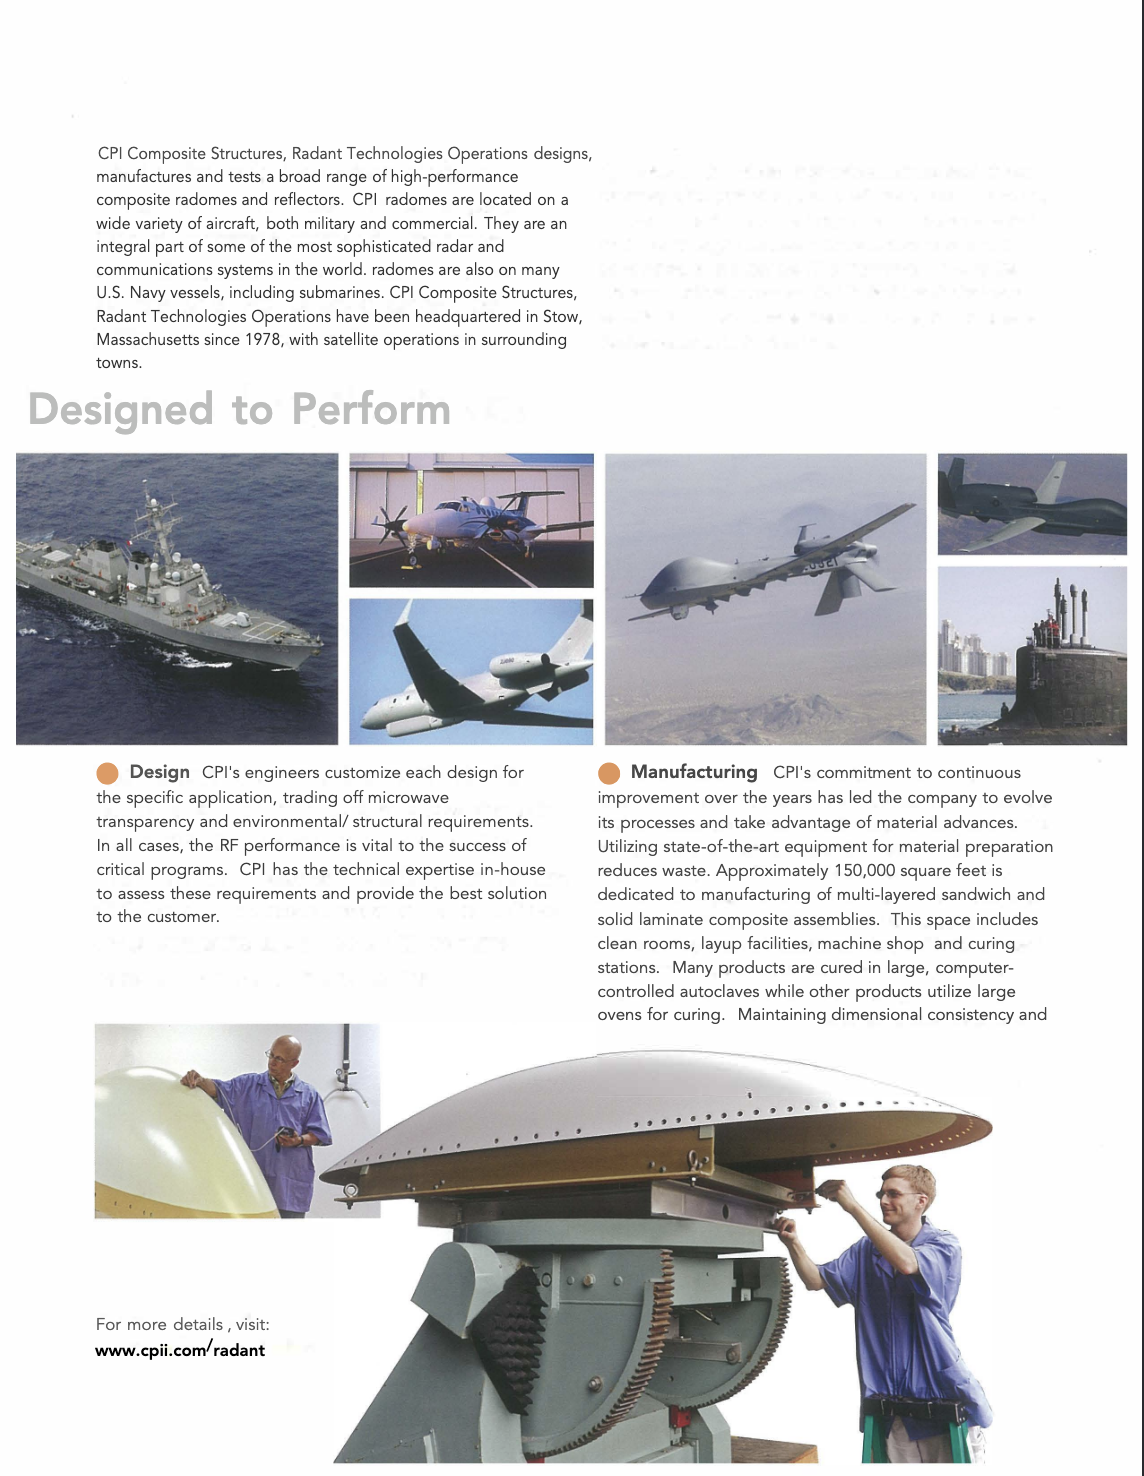 CPI Composite Structures, Radant Technologies Operations designs,
manufactures and tests a broad range of high-performance
composite radomes and reflectors. CPI radomes are located on a
wide variety of aircraft, both military and commercial. They are an
integral part of some of the most sophisticated radar and
communications systems in the world. radomes are also on many
U.S. Navy vessels, including submarines. CPI Composite Structures,
Radant Technologies Operations have been headquartered in Stow,
Massachusetts since 1978, with satellite operations in surrounding
towns.
Designed to Perform
Design CPI's engineers customize each design for
the specific application, trading off microwave
transparency and environmental/ structural requirements.
In all cases, the RF performance is vital to the success of
critical programs. CPI has the technical expertise in-house
to assess these requirements and provide the best solution
to the customer.
Manufacturing CPI's commitment to continuous
improvement over the years has led the company to evolve
its processes and take advantage of material advances.
Utilizing state-of-the-art equipment for material preparation
reduces waste. Approximately 150,000 square feet is
dedicated to manufacturing of multi-layered sandwich and
solid laminate composite assemblies. This space includes
clean rooms, layup facilities, machine shop and curing
stations. Many products are cured in large, computer-
controlled autoclaves while other products utilize large
ovens for curing. Maintaining dimensional consistency and
For more details , visit:
www.cpii.com/radant